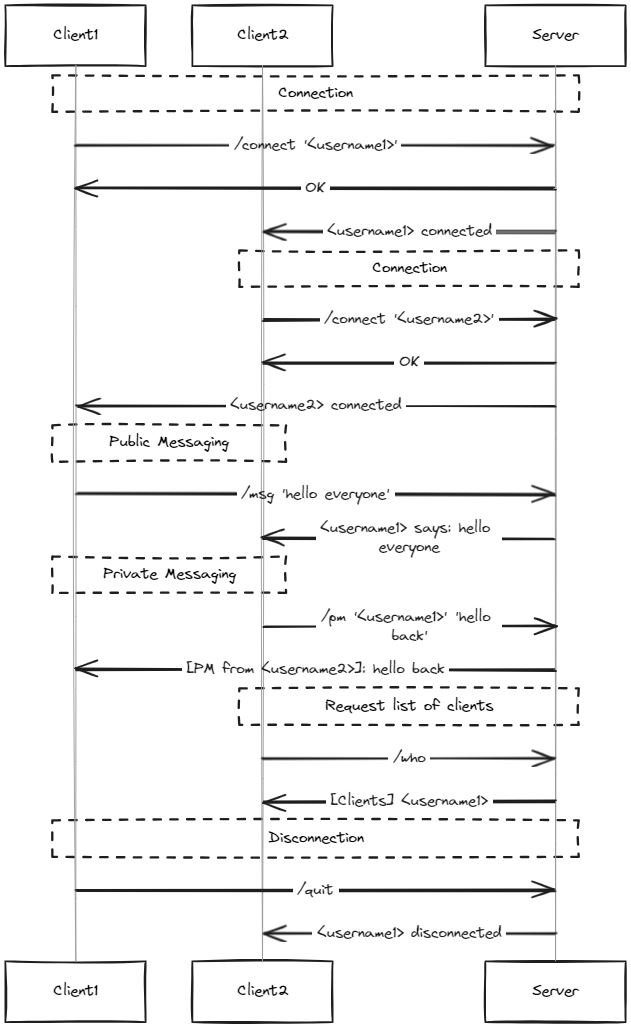 Client1
Client2
Server
Connection
/connect '<username1>'
OK
<username1> connected
Connection
/connect '<username2>'
OK
<username2> connected
Public Messaging
/msg 'hello everyone'
<username1> says: hello
everyone
Private Messaging
/pm '<username1>' 'hello
back'
[PM from <username2>]: hello back
Request list of clients
/who
[Clients] <username1>
Disconnection
/quit
<username1> disconnected
Client1
Client2
Server